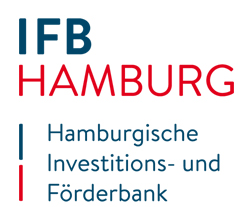 IFB
HAMBURG
Hamburgische
Investitions- und
Förderbank